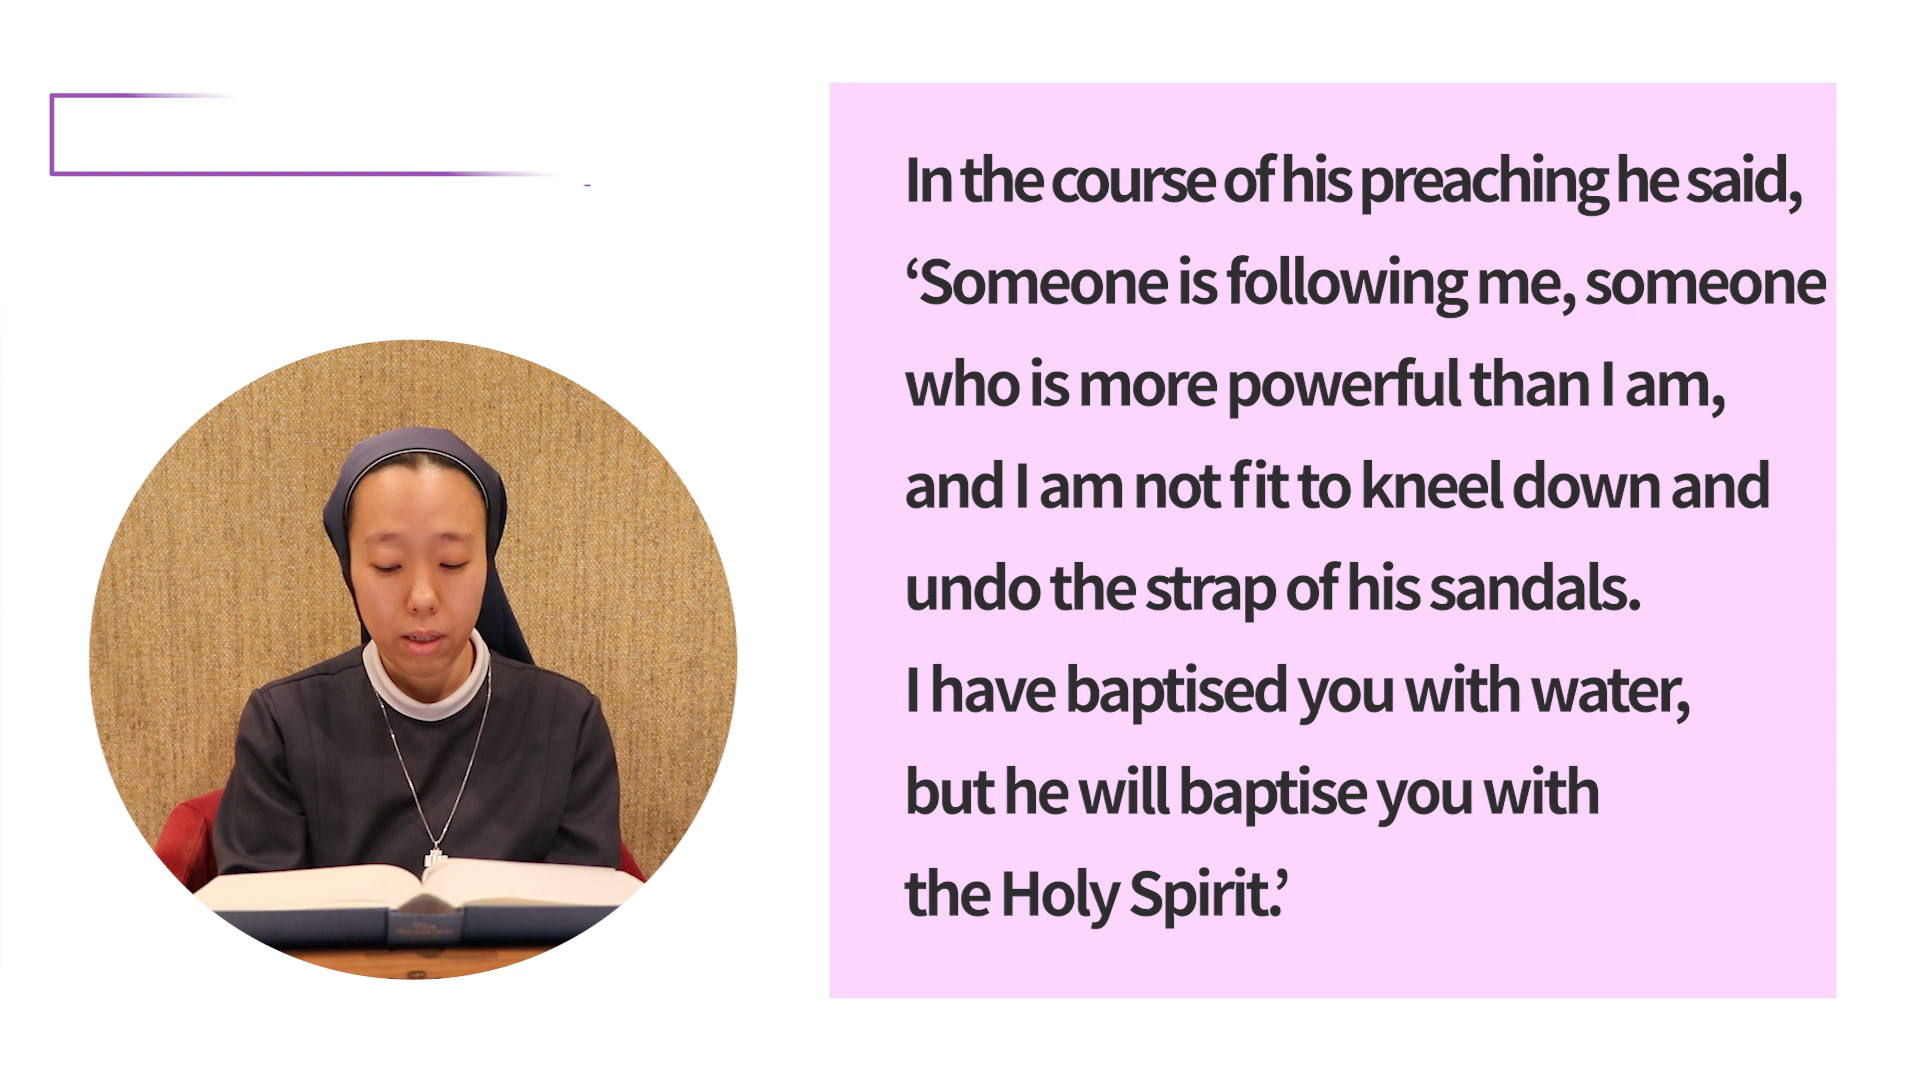 In the course of his preaching he said,
‘Someone is following me, someone
who is more powerful than I am,
and I am not fit to kneel down and
undo the strap of his sandals.
I have baptised you with water,
but he will baptise you with
the Holy Spirit.’